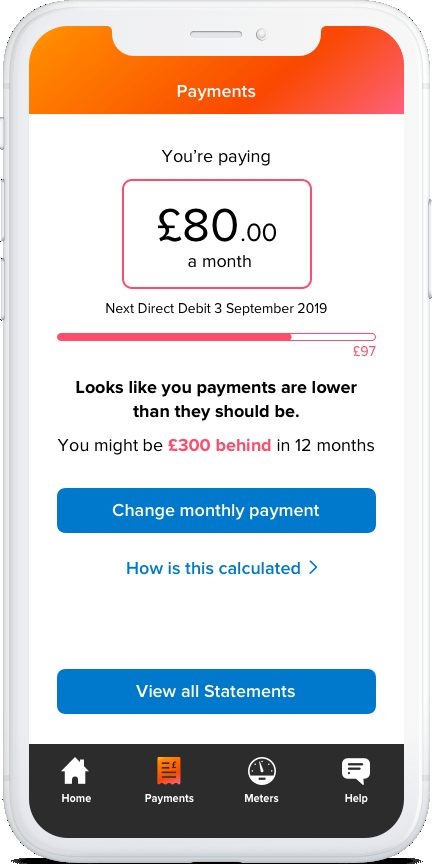 Payments
You're paying
£80.00
a month
Next Direct Debit 3 September 2019
£97
Looks like you payments are lower
than they should be.
You might be £300 behind in 12 months
Change monthly payment
How is this calculated >
View all Statements
£
Home Payments Meters Help